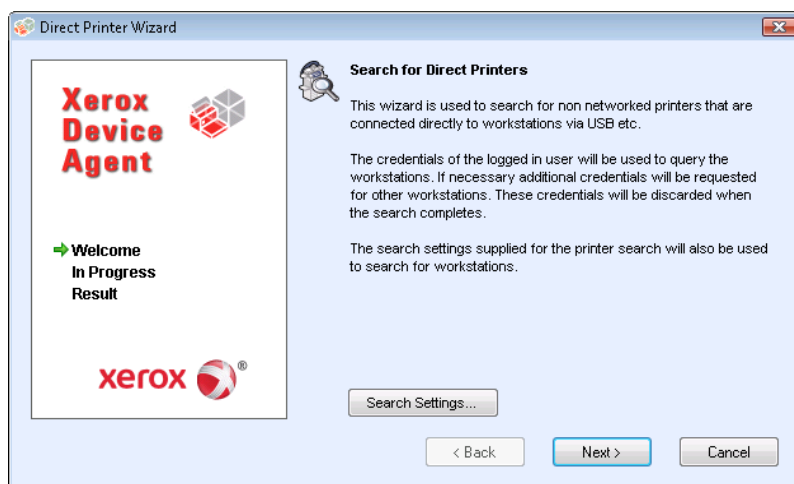 Direct Printer Wizard
Xerox
Device
Agent
Welcome
In Progress
Result
xerox ®
Search for Direct Printers
This wizard is used to search for non networked printers that are
connected directly to workstations via USB etc.
The credentials of the logged in user will be used to query the
workstations. If necessary additional credentials will be requested
for other workstations. These credentials will be discarded when
the search completes.
The search settings supplied for the printer search will also be used
to search for workstations.
Search Settings...
< Back
Next >
Cancel